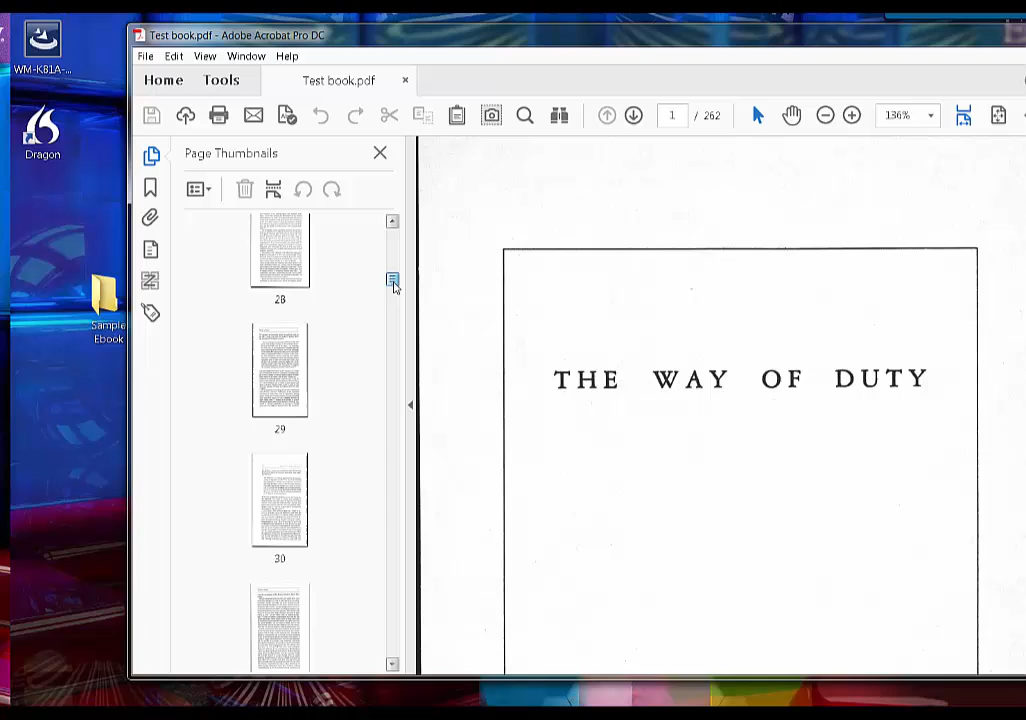 WM-KB1A-...
Dragon
Sample
Ebook
Test book.pdf - Adobe Acrobat Pro DC
File Edit View Window Help
Home Tools Test book.pdf ×
1 / 262 136%
Page Thumbnails
28
29
30
THE WAY OF DUTY